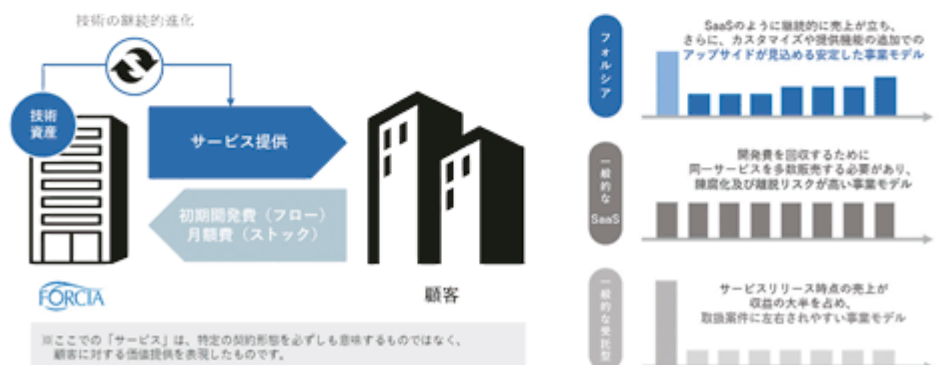 技術の継続的進化
技術
資産
サービス提供
初期開発費（フロー）
月額費（ストック）
FORCIA
顧客
※ここでの「サービス」は、特定の契約形態を必ずしも意味するものではなく、
顧客に対する価値提供を表現したものです。
フォルシア
SaaSのように継続的に売上が立ち、
さらに、カスタマイズや提供機能の追加での
アップサイドが見込める安定した事業モデル
一般的な
SaaS
開発費を回収するために
同一サービスを多数販売する必要があり、
陳腐化及び離脱リスクが高い事業モデル
一般的な受託型
サービスリリース時点の売上が
収益の大半を占め、
取扱案件に左右されやすい事業モデル